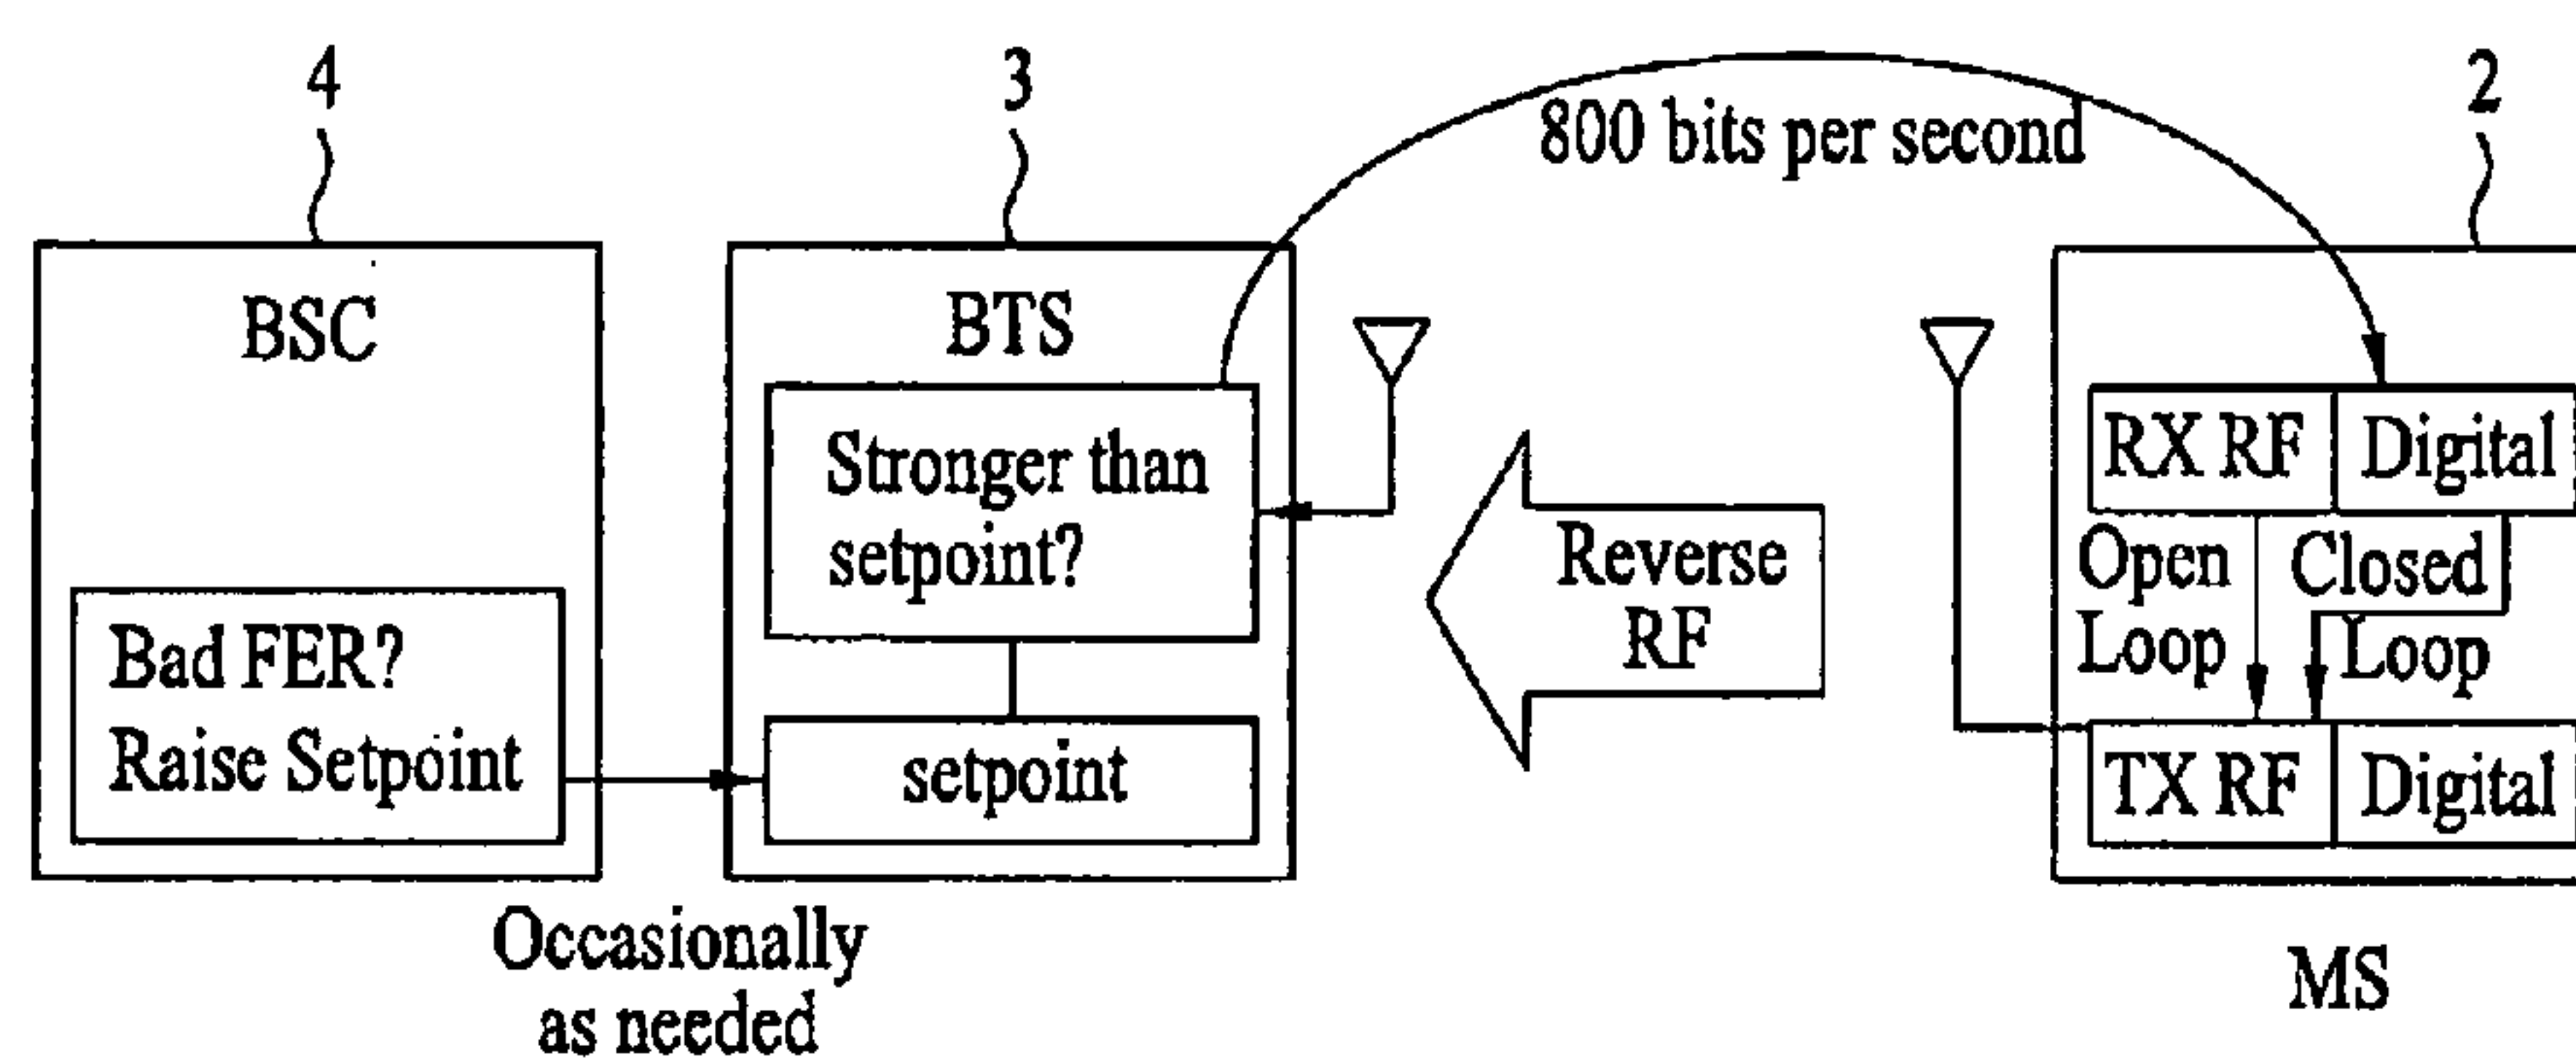 4
3
2
800 bits per second
BSC
BTS
Stronger than
setpoint?
Bad FER?
Raise Setpoint
setpoint
Occasionally
as needed
Reverse
RF
RX RF
Digital
Open
Loop
Closed
Loop
TX RF
Digital
MS